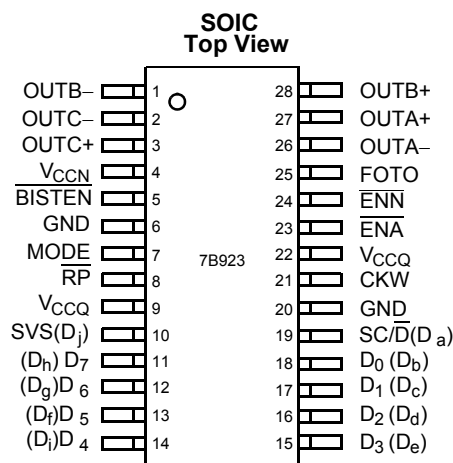 SOIC
Top View
OUTB– 1 28 OUTB+
OUTC– 2 27 OUTA+
OUTC+ 3 26 OUTA–
VCCN 4 25 FOTO
BISTEN 5 24 ENN
GND 6 23 ENA
MODE 7 7B923 22 VCCQ
RP 8 21 CKW
VCCQ 9 20 GND
SVS(Dj) 10 19 SC/D(Da)
(Dh) D7 11 18 D0 (Db)
(Dg)D6 12 17 D1 (Dc)
(Df)D5 13 16 D2 (Dd)
(Di)D4 14 15 D3 (De)